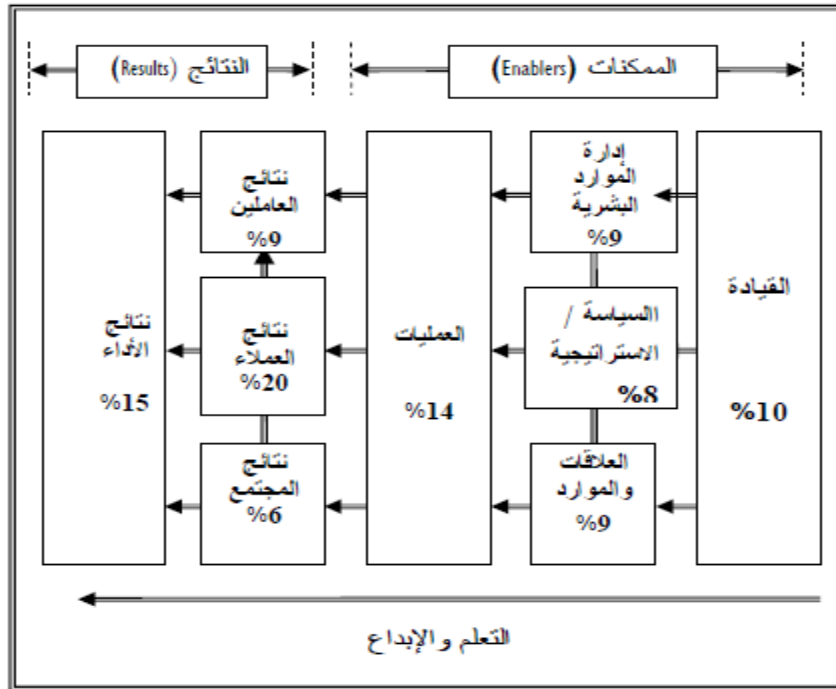 الممكنات (Enablers)
النتائج (Results)
القيادة
%10
إدارة
الموارد
البشرية
%9
االسياسة /
الاستراتيجية
%8
العلاقات
والموارد
%9
العمليات
%14
نتائج
العاملين
%9
نتائج
العملاء
%20
نتائج
المجتمع
%6
نتائج
الأداء
%15
التعلم والإبداع